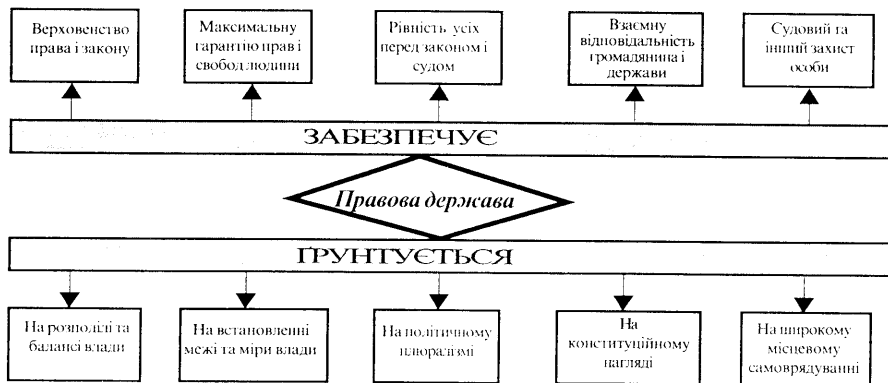 Верховенство
права і закону
Максимальну
гарантію прав і
свобод людини
Рівність усіх
перед законом і
судом
Взаємну
відповідальність
громадянина і
держави
Судовий та
інший захист
особи
ЗАБЕЗПЕЧУЄ
Правова держава
ҐРУНТУЄТЬСЯ
На розподілі та
балансі влади
На встановленні
межі та міри влади
На політичному
плюралізмі
На
конституційному
нагляді
На широкому
місцевому
самоврядуванні